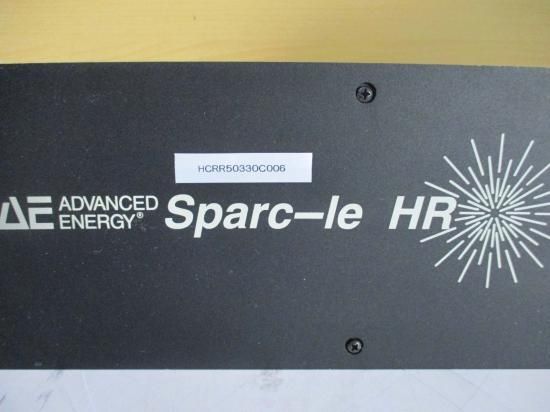 HCRR50330C006
AE ADVANCED ENERGY® Sparc-le HR